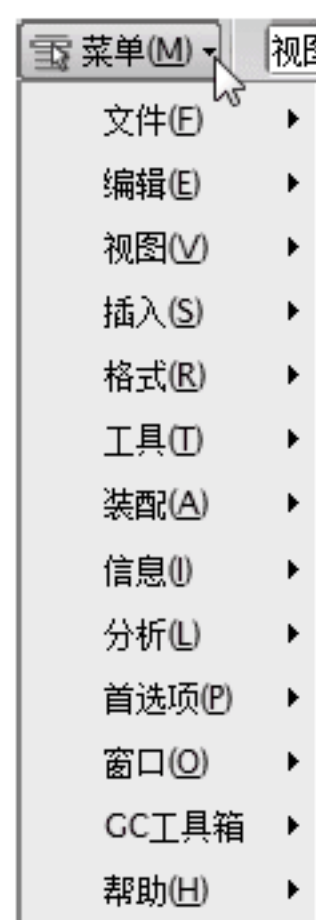 菜单(M) 视图
文件(F)
编辑(E)
视图(V)
插入(S)
格式(R)
工具(T)
装配(A)
信息(I)
分析(L)
首选项(P)
窗口(O)
GC工具箱
帮助(H)